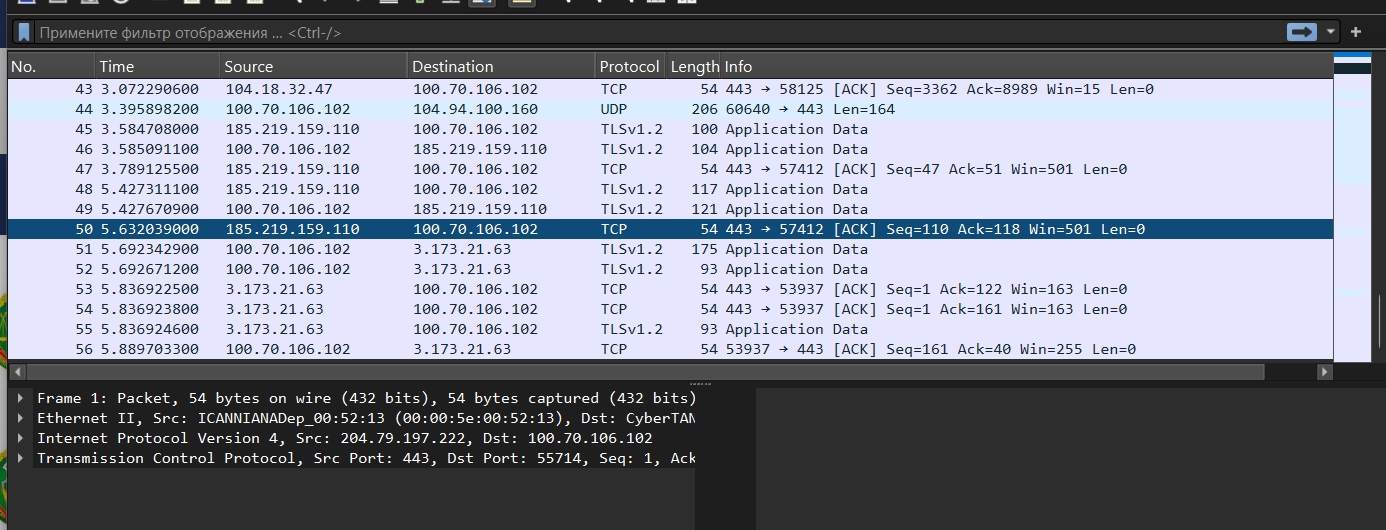 Примените фильтр отображения ... <Ctrl-/>
No. Time Source Destination Protocol Length Info
43 3.072290600 104.18.32.47 100.70.106.102 TCP 54 443 → 58125 [ACK] Seq=3362 Ack=8989 Win=15 Len=0
44 3.395898200 100.70.106.102 104.94.100.160 UDP 206 60640 → 443 Len=164
45 3.584708000 185.219.159.110 100.70.106.102 TLSv1.2 100 Application Data
46 3.585091100 100.70.106.102 185.219.159.110 TLSv1.2 104 Application Data
47 3.789125500 185.219.159.110 100.70.106.102 TCP 54 443 → 57412 [ACK] Seq=47 Ack=51 Win=501 Len=0
48 5.427311100 185.219.159.110 100.70.106.102 TLSv1.2 117 Application Data
49 5.427670900 100.70.106.102 185.219.159.110 TLSv1.2 121 Application Data
50 5.632039000 185.219.159.110 100.70.106.102 TCP 54 443 → 57412 [ACK] Seq=110 Ack=118 Win=501 Len=0
51 5.692342900 100.70.106.102 3.173.21.63 TLSv1.2 175 Application Data
52 5.692671200 100.70.106.102 3.173.21.63 TLSv1.2 93 Application Data
53 5.836922500 3.173.21.63 100.70.106.102 TCP 54 443 → 53937 [ACK] Seq=1 Ack=122 Win=163 Len=0
54 5.836923800 3.173.21.63 100.70.106.102 TCP 54 443 → 53937 [ACK] Seq=1 Ack=161 Win=163 Len=0
55 5.836924600 3.173.21.63 100.70.106.102 TLSv1.2 93 Application Data
56 5.889703300 100.70.106.102 3.173.21.63 TCP 54 53937 → 443 [ACK] Seq=161 Ack=40 Win=255 Len=0
Frame 1: Packet, 54 bytes on wire (432 bits), 54 bytes captured (432 bits)
Ethernet II, Src: ICANNIANADep_00:52:13 (00:00:5e:00:52:13), Dst: CyberTAN
Internet Protocol Version 4, Src: 204.79.197.222, Dst: 100.70.106.102
Transmission Control Protocol, Src Port: 443, Dst Port: 55714, Seq: 1, Ack